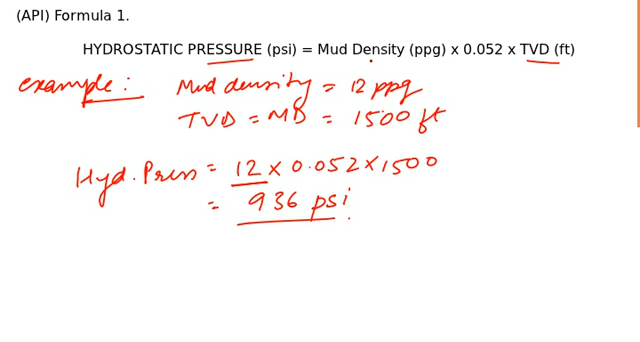 (API) Formula 1.
HYDROSTATIC PRESSURE (psi) = Mud Density (ppg) x 0.052 x TVD (ft)
example : Mud density = 12 ppg
TVD = MD = 1500 ft
Hyd. Press = 12 x 0.052 x 1500
= 936 psi.